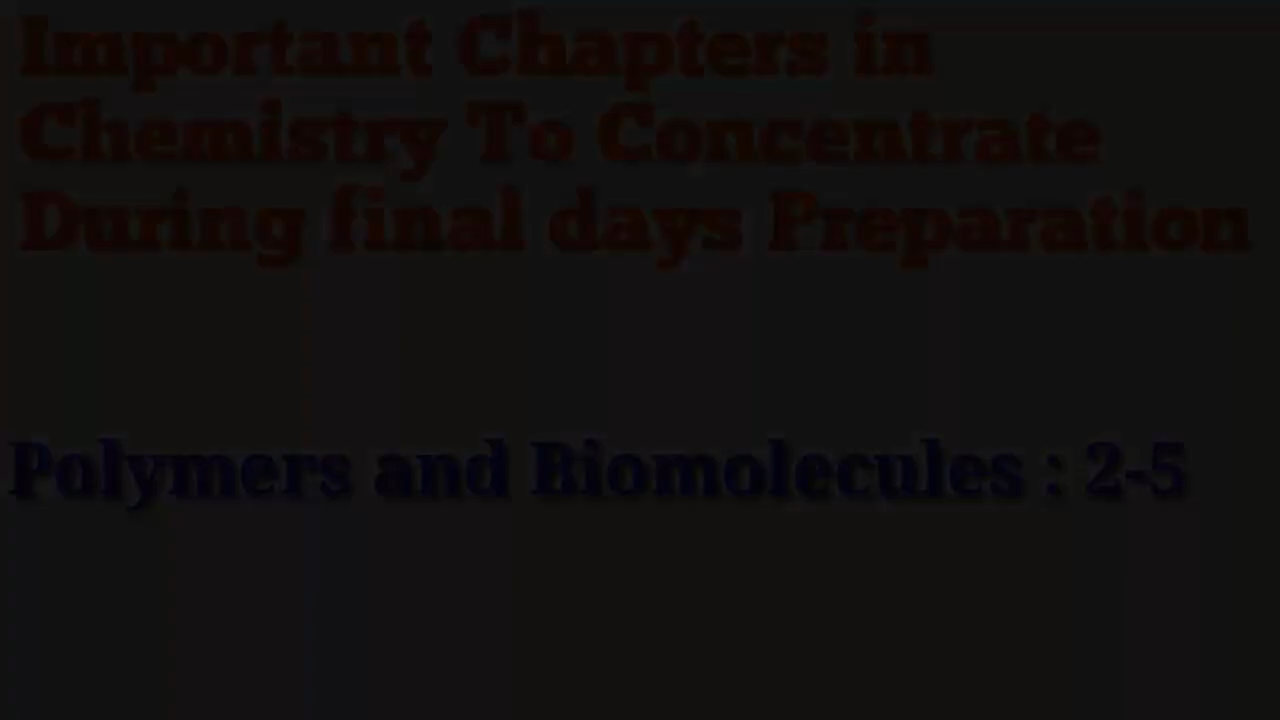 Important Chapters in
Chemistry To Concentrate
During final days Preparation
Polymers and Biomolecules : 2-5